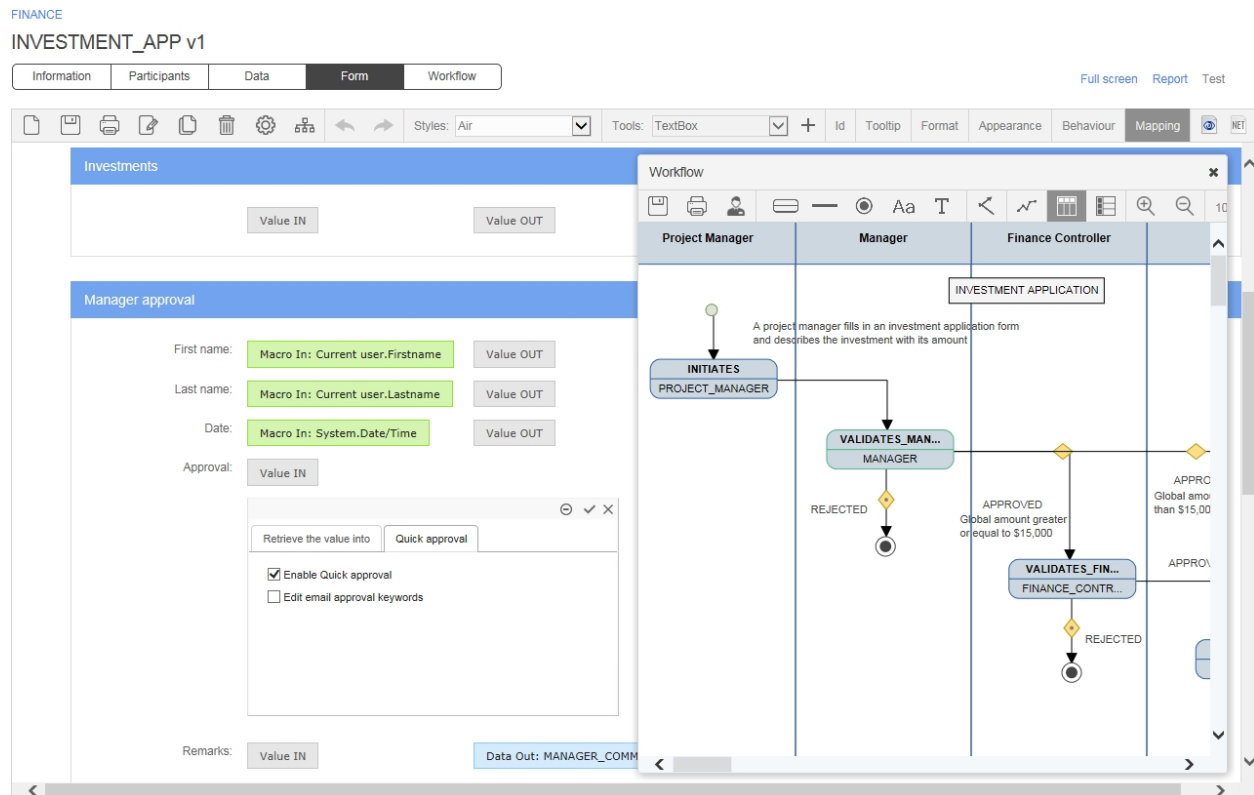 FINANCE
INVESTMENT_APP v1
Information Participants Data Form Workflow
Full screen Report Test
Styles: Air Tools: TextBox Id Tooltip Format Appearance Behaviour Mapping NET
Investments
Value IN Value OUT
Manager approval
First name: Macro In: Current user.Firstname Value OUT
Last name: Macro In: Current user.Lastname Value OUT
Date: Macro In: System.Date/Time Value OUT
Approval: Value IN
Retrieve the value into Quick approval
Enable Quick approval
Edit email approval keywords
Remarks: Value IN Data Out: MANAGER_COMM
Workflow
Aa T 10
Project Manager Manager Finance Controller
INVESTMENT APPLICATION
A project manager fills in an investment application form
and describes the investment with its amount
INITIATES
PROJECT_MANAGER
VALIDATES_MAN...
MANAGER
REJECTED
APPROVED
Global amount greater
or equal to $15,000
APPRO
Global amou
than $15,00
VALIDATES_FIN...
FINANCE_CONTR...
APPROV
REJECTED